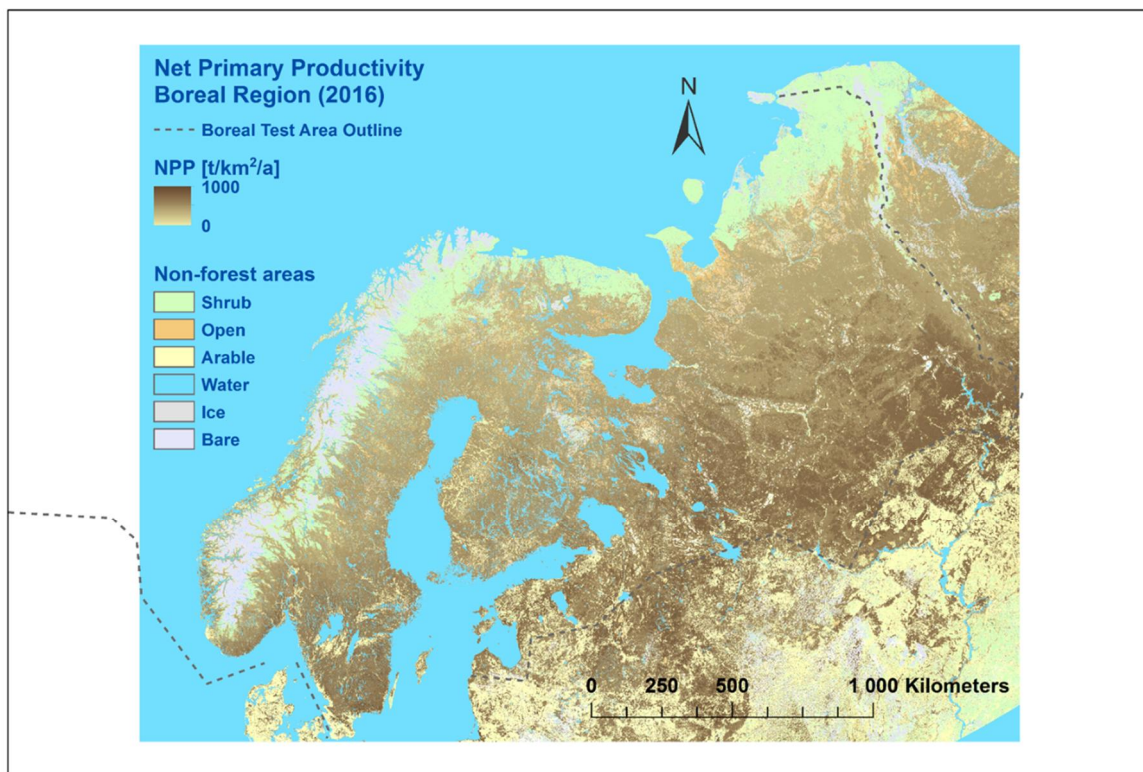 Net Primary Productivity
Boreal Region (2016)
Boreal Test Area Outline
NPP [t/km²/a]
1000
0
Non-forest areas
Shrub
Open
Arable
Water
Ice
Bare
N
0 250 500 1 000 Kilometers